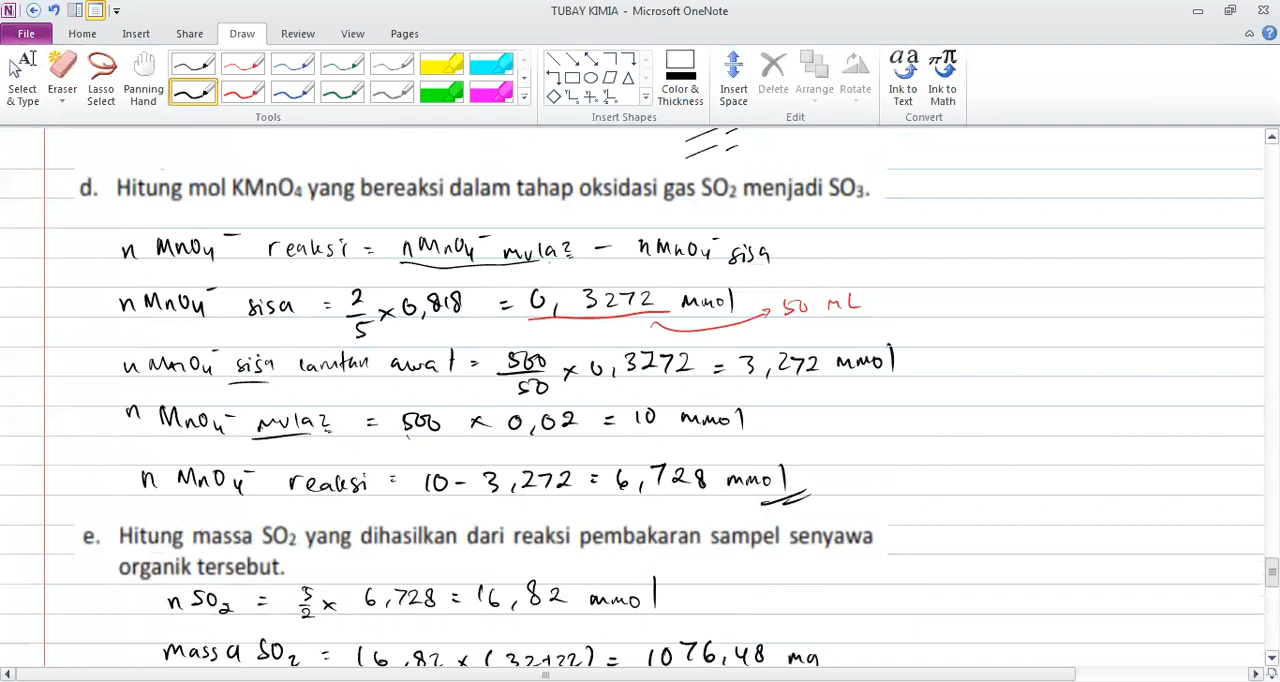 TUBAY KIMIA - Microsoft OneNote
File Home Insert Share Draw Review View Pages
Select & Type Eraser Lasso Select Panning Hand Color & Thickness Insert Space Delete Arrange Rotate Ink to Text Ink to Math
Tools Insert Shapes Edit Convert
d. Hitung mol KMnO₄ yang bereaksi dalam tahap oksidasi gas SO₂ menjadi SO₃.
n MnO₄⁻ reaksi = nMnO₄⁻ mula² - nMnO₄⁻ sisa
n MnO₄⁻ sisa = 2/5 × 0,818 = 0,3272 mmol → 50 mL
n MnO₄⁻ sisa larutan awal = 500/50 × 0,3272 = 3,272 mmol
n MnO₄⁻ mula² = 500 × 0,02 = 10 mmol
n MnO₄⁻ reaksi = 10 - 3,272 = 6,728 mmol
e. Hitung massa SO₂ yang dihasilkan dari reaksi pembakaran sampel senyawa
organik tersebut.
n SO₂ = 5/2 × 6,728 = 16,82 mmol
massa SO₂ = 16,82 × (32+32) = 1076,48 mg